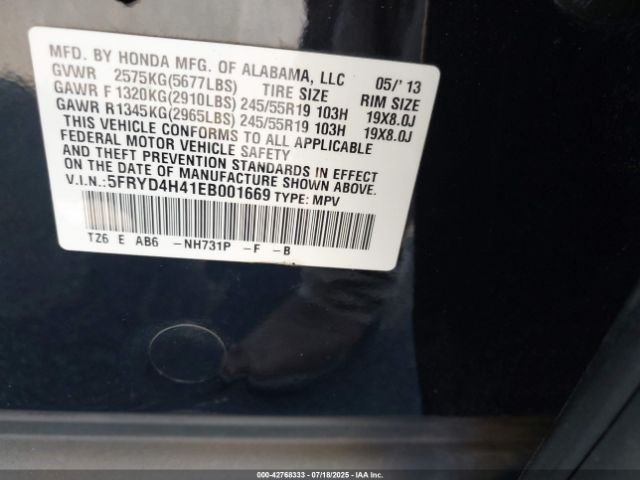 MFD. BY HONDA MFG. OF ALABAMA, LLC 05/'13
GVWR 2575KG(5677LBS) TIRE SIZE RIM SIZE
GAWR F 1320KG(2910LBS) 245/55R19 103H 19X8.0J
GAWR R 1345KG(2965LBS) 245/55R19 103H 19X8.0J
THIS VEHICLE CONFORMS TO ALL APPLICABLE
FEDERAL MOTOR VEHICLE SAFETY
AND THEFT PREVENTION STANDARDS IN EFFECT
ON THE DATE OF MANUFACTURE SHOWN ABOVE.
V.I.N.:5FRYD4H41EB001669 TYPE: MPV
TZ6 E AB6 -NH731P -F -B
000-42768333 - 07/18/2025 - IAAI.COM